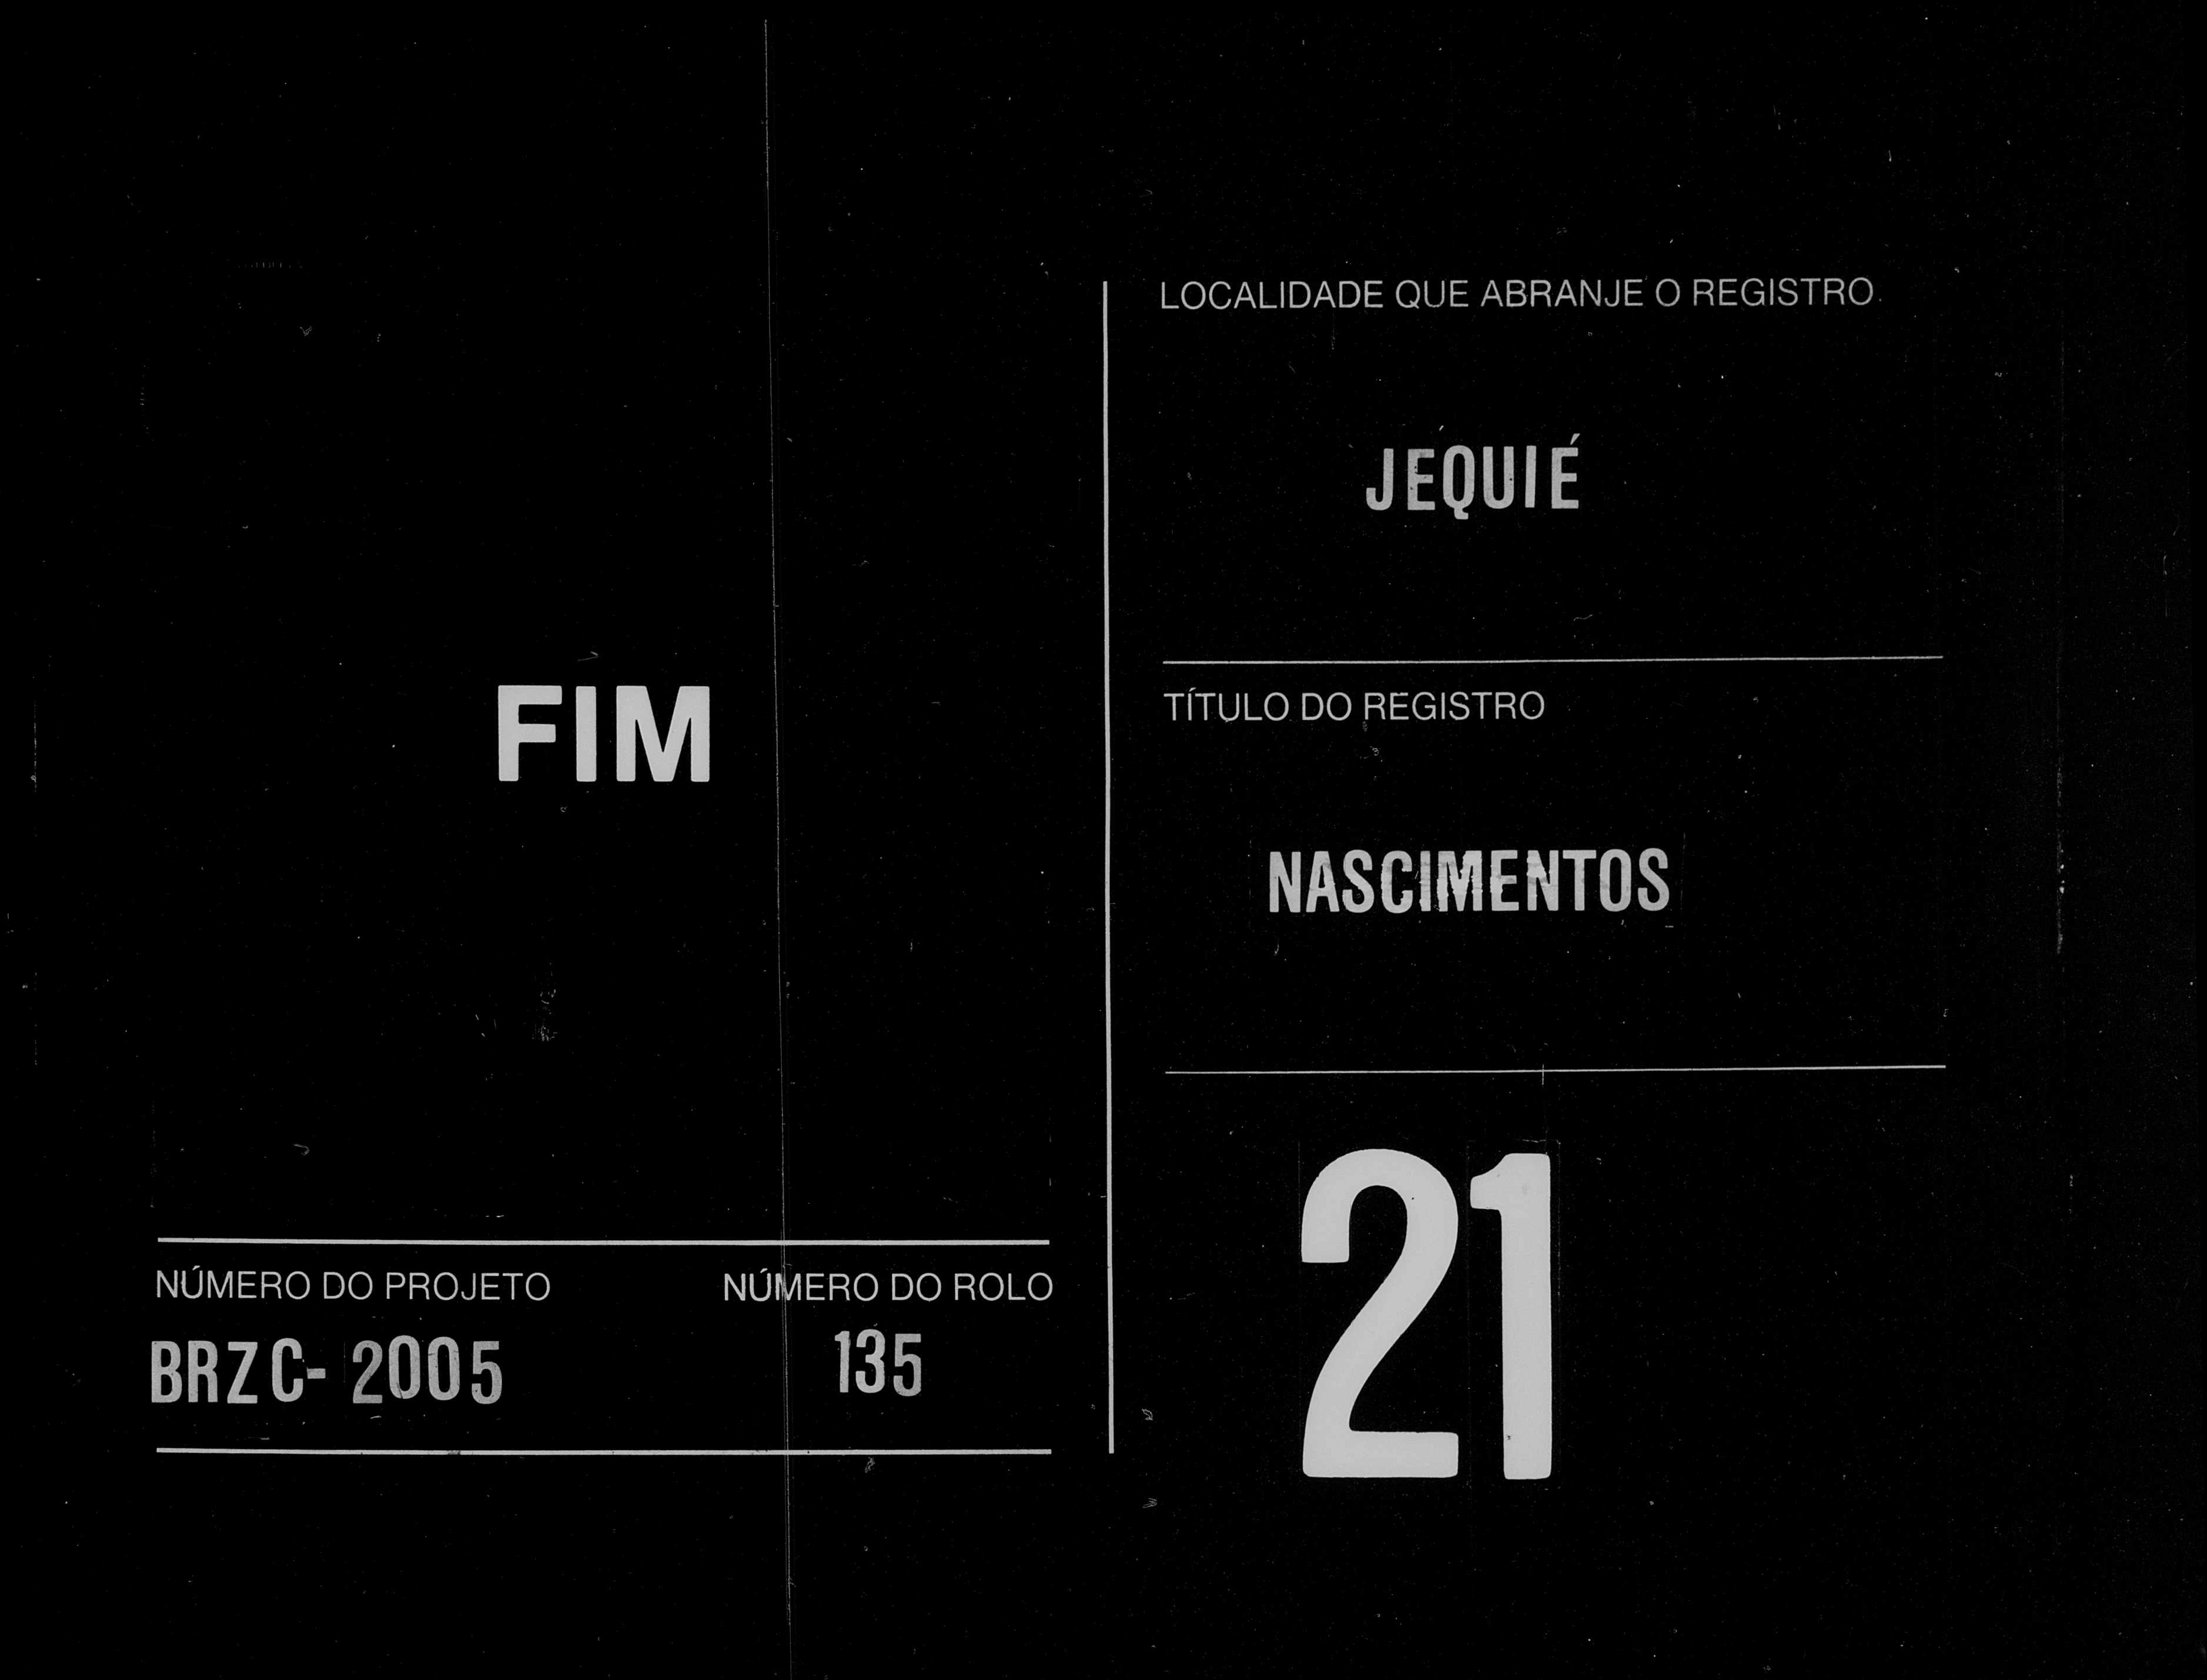 FIM
NÚMERO DO PROJETO
BRZC- 2005
NÚMERO DO ROLO
135
LOCALIDADE QUE ABRANJE O REGISTRO
JEQUIÉ
TÍTULO DO REGISTRO
NASCIMENTOS
21